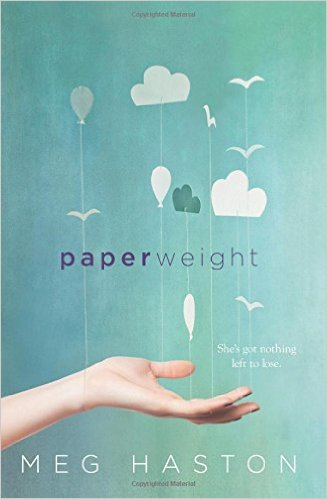 paperweight
She's got nothing
left to lose.
MEG HASTON